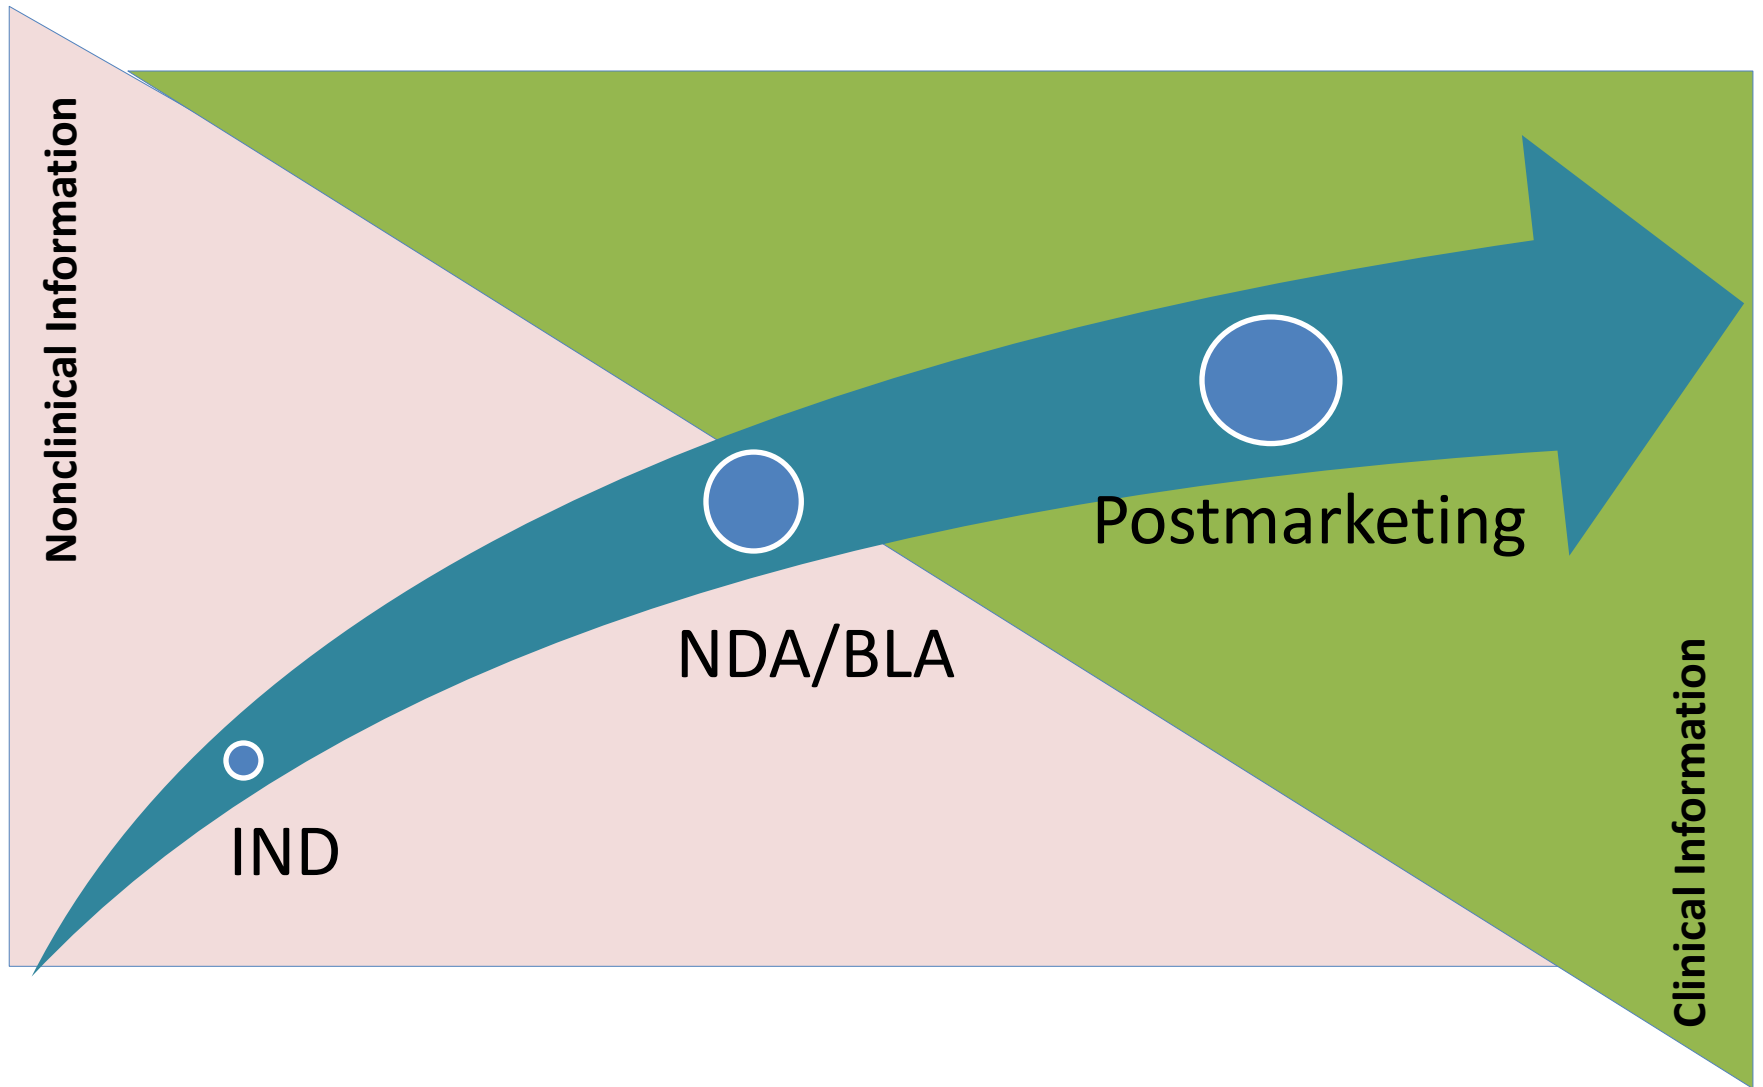 Nonclinical Information
IND
NDA/BLA
Postmarketing
Clinical Information